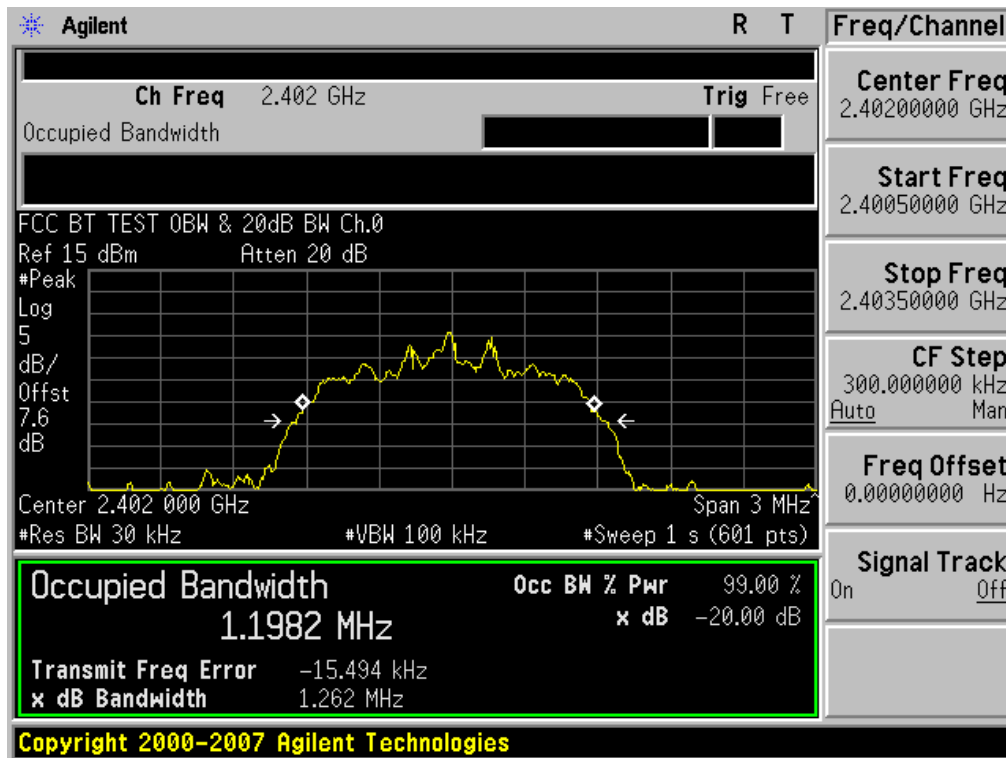 Agilent R T
Ch Freq 2.402 GHz Trig Free
Occupied Bandwidth
FCC BT TEST OBW & 20dB BW Ch.0
Ref 15 dBm Atten 20 dB
#Peak
Log
5
dB/
Offst
7.6
dB
Center 2.402 000 GHz Span 3 MHz^
#Res BW 30 kHz #VBW 100 kHz #Sweep 1 s (601 pts)
Occupied Bandwidth
1.1982 MHz
Occ BW % Pwr 99.00 %
x dB -20.00 dB
Transmit Freq Error -15.494 kHz
x dB Bandwidth 1.262 MHz
Copyright 2000-2007 Agilent Technologies
Freq/Channel
Center Freq
2.40200000 GHz
Start Freq
2.40050000 GHz
Stop Freq
2.40350000 GHz
CF Step
300.000000 kHz
Auto Man
Freq Offset
0.00000000 Hz
Signal Track
On Off